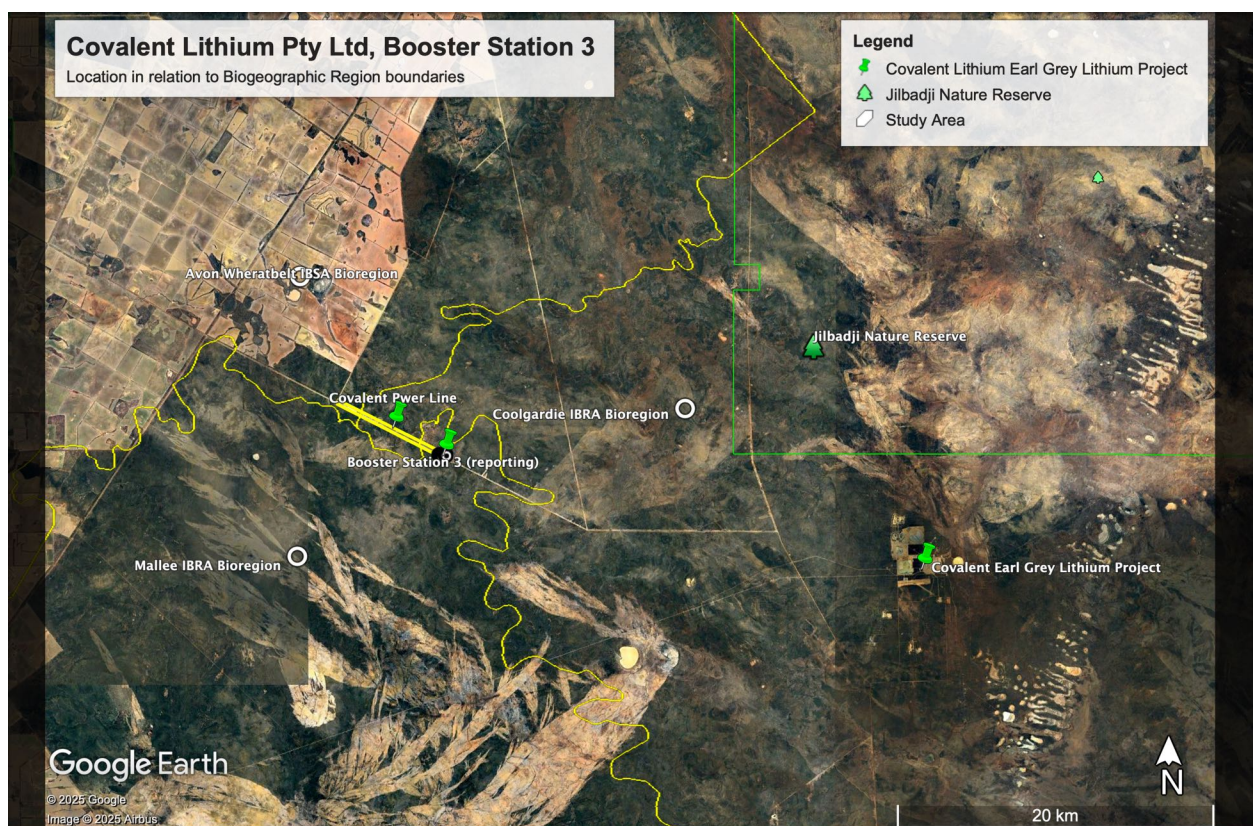 Covalent Lithium Pty Ltd, Booster Station 3
Location in relation to Biogeographic Region boundaries
Legend
Covalent Lithium Earl Grey Lithium Project
Jilbadji Nature Reserve
Study Area
Avon Wheratbelt IBSA Bioregion
Jilbadji Nature Reserve
Covalent Pwer Line
Coolgardie IBRA Bioregion
Booster Station 3 (reporting)
Mallee IBRA Bioregion
Covalent Earl Grey Lithium Project
Google Earth
© 2025 Google
Image © 2025 Airbus
N
20 km